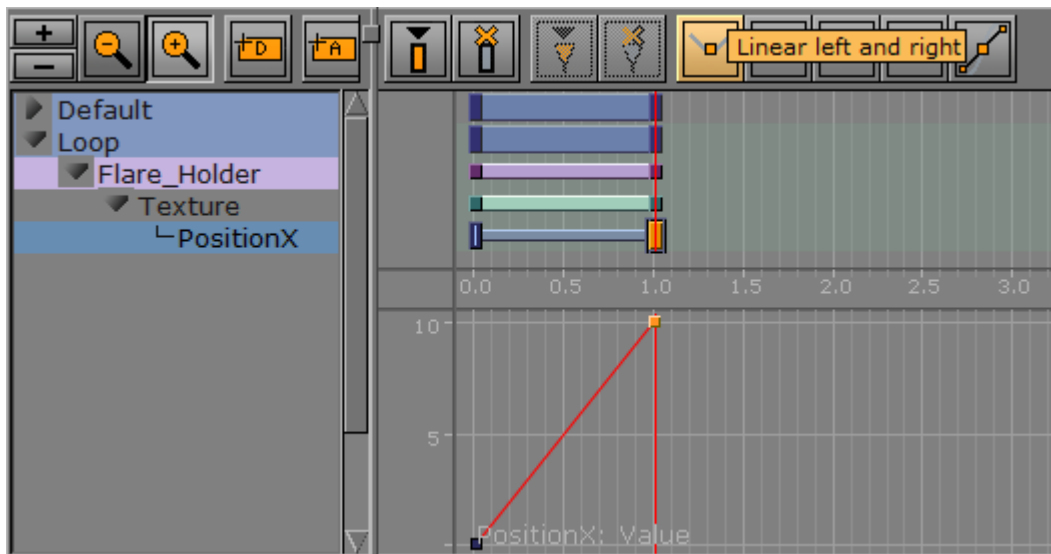 +
−
D
A
Linear left and right
Default
Loop
Flare_Holder
Texture
PositionX
0.0 0.5 1.0 1.5 2.0 2.5 3.0
10
5
PositionX: Value